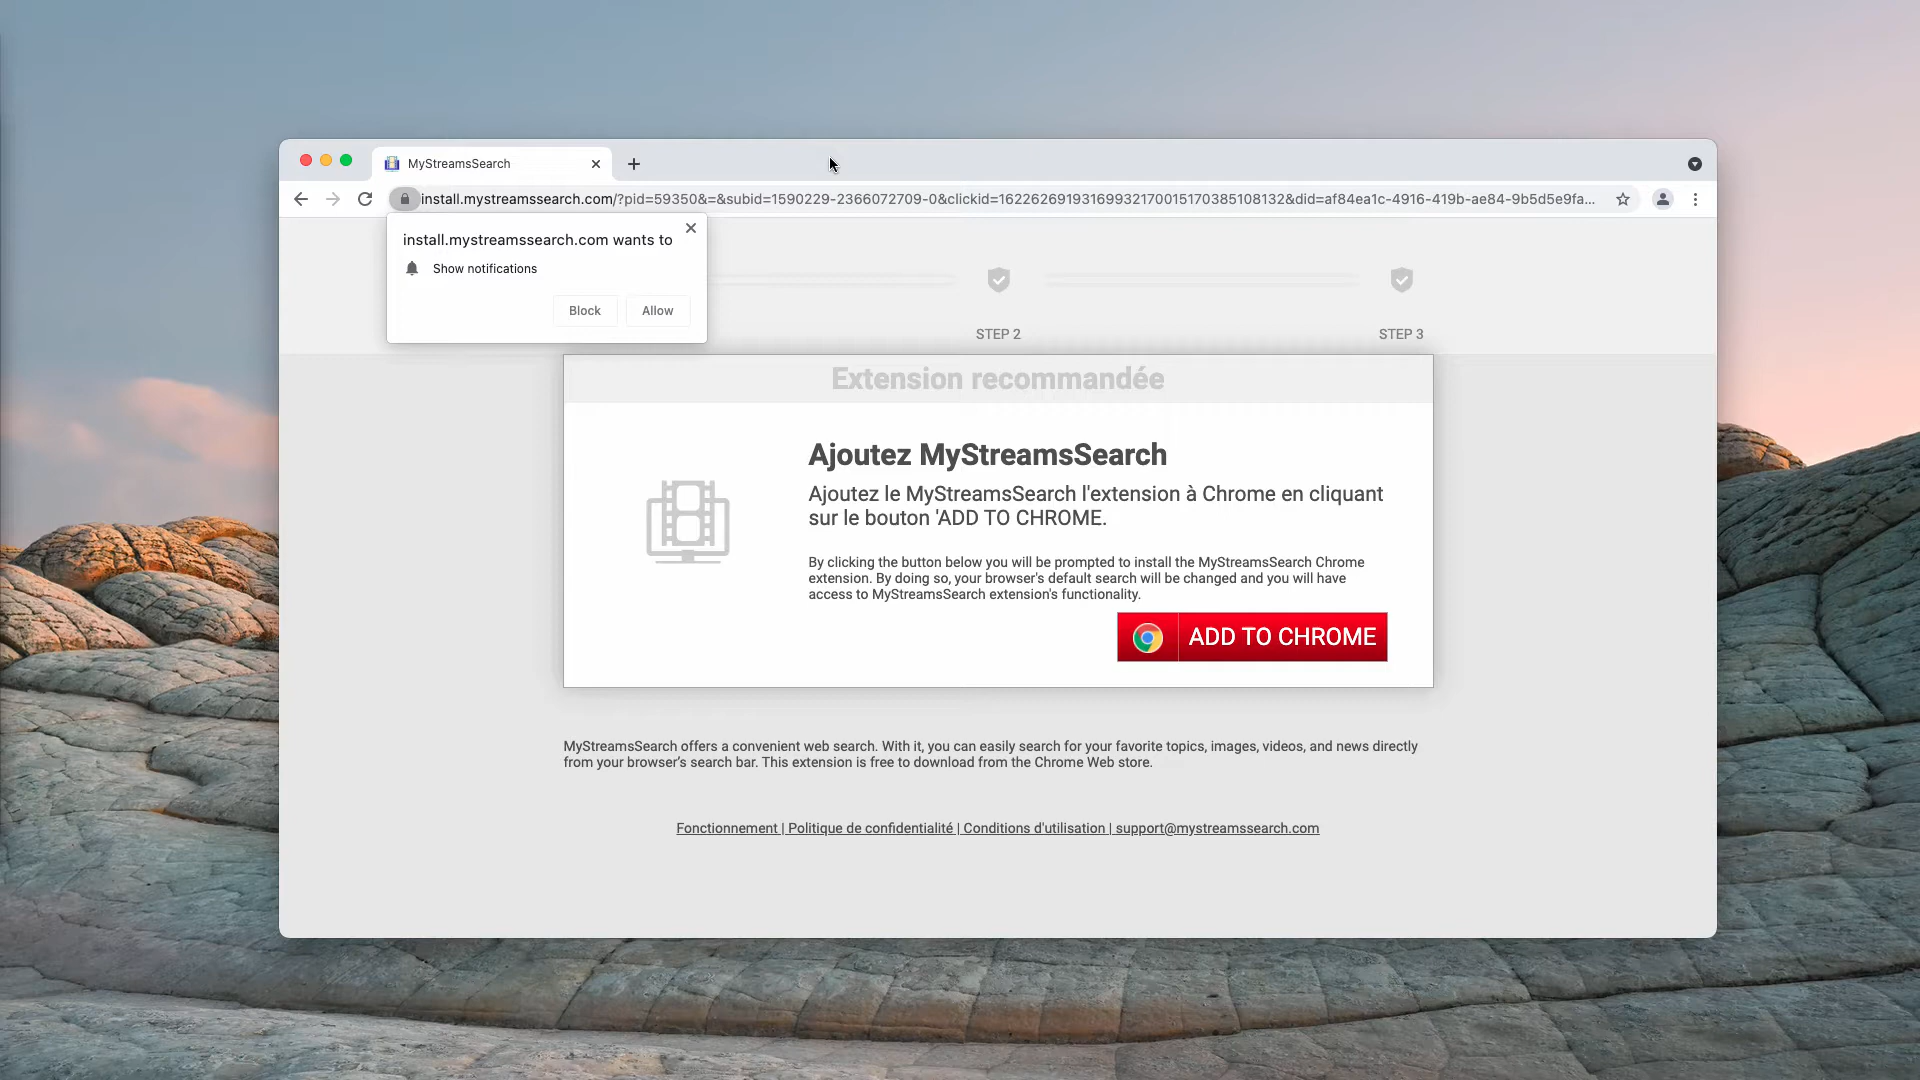 MyStreamsSearch
install.mystreamssearch.com/?pid=59350&=&subid=1590229-2366072709-0&clickid=16226269193169932170015170385108132&did=af84ea1c-4916-419b-ae84-9b5d5e9fa...
install.mystreamssearch.com wants to
Show notifications
Block Allow
STEP 2 STEP 3
Extension recommandée
Ajoutez MyStreamsSearch
Ajoutez le MyStreamsSearch l'extension à Chrome en cliquant
sur le bouton 'ADD TO CHROME.
By clicking the button below you will be prompted to install the MyStreamsSearch Chrome
extension. By doing so, your browser's default search will be changed and you will have
access to MyStreamsSearch extension's functionality.
ADD TO CHROME
MyStreamsSearch offers a convenient web search. With it, you can easily search for your favorite topics, images, videos, and news directly
from your browser’s search bar. This extension is free to download from the Chrome Web store.
Fonctionnement | Politique de confidentialité | Conditions d'utilisation | support@mystreamssearch.com